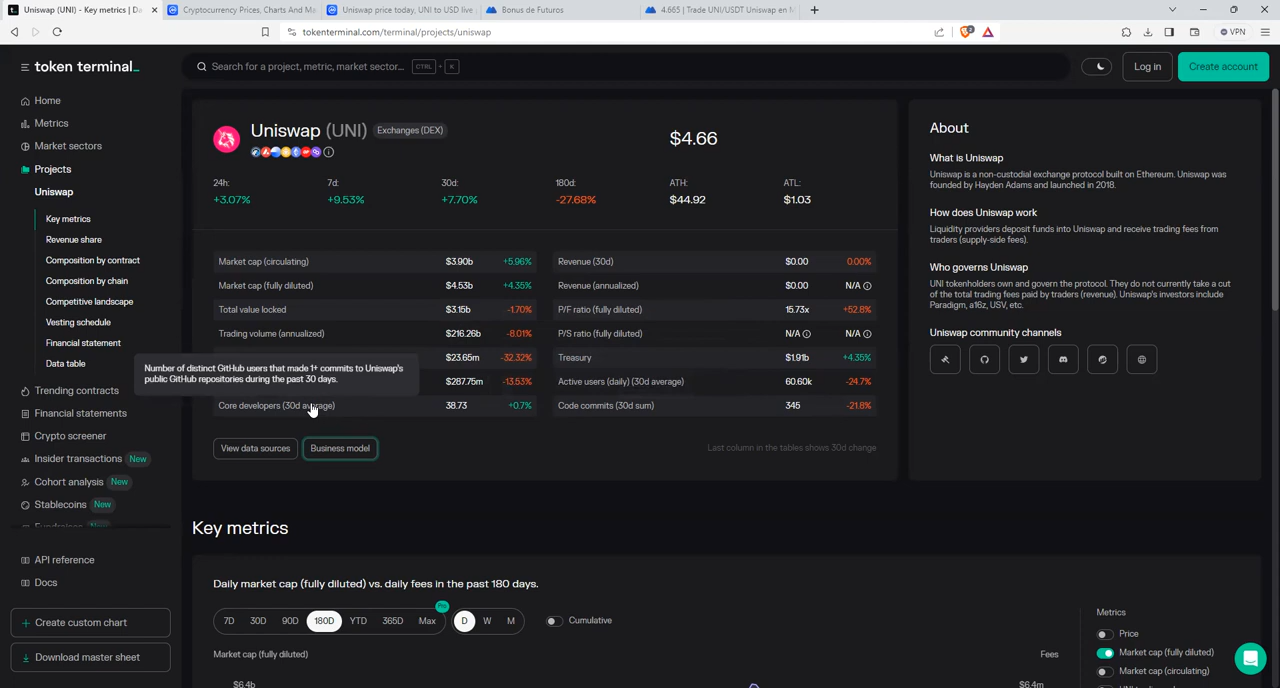 Uniswap (UNI) - Key metrics | Da
Cryptocurrency Prices, Charts And Ma
Uniswap price today, UNI to USD live
Bonus de Futuros
4.665 | Trade UNI/USDT Uniswap en M
tokenterminal.com/terminal/projects/uniswap
2
VPN
token terminal_
Search for a project, metric, market sector...
CTRL + K
Log in
Create account
Home
Metrics
Market sectors
Projects
Uniswap
Key metrics
Revenue share
Composition by contract
Composition by chain
Competitive landscape
Vesting schedule
Financial statement
Data table
Trending contracts
Financial statements
Crypto screener
Insider transactions New
Cohort analysis New
Stablecoins New
API reference
Docs
Create custom chart
Download master sheet
Uniswap (UNI) Exchanges (DEX)
$4.66
24h: 7d: 30d: 180d: ATH: ATL:
+3.07% +9.53% +7.70% -27.68% $44.92 $1.03
Market cap (circulating) $3.90b +5.96% Revenue (30d) $0.00 0.00%
Market cap (fully diluted) $4.53b +4.35% Revenue (annualized) $0.00 N/A
Total value locked $3.15b -1.70% P/F ratio (fully diluted) 15.73x +52.8%
Trading volume (annualized) $216.26b -8.01% P/S ratio (fully diluted) N/A N/A
$23.65m -32.32% Treasury $1.91b +4.35%
Number of distinct GitHub users that made 1+ commits to Uniswap's
public GitHub repositories during the past 30 days.
$287.75m -13.53% Active users (daily) (30d average) 60.60k -24.7%
Core developers (30d average) 38.73 +0.7% Code commits (30d sum) 345 -21.8%
View data sources
Business model
Last column in the tables shows 30d change
About
What is Uniswap
Uniswap is a non-custodial exchange protocol built on Ethereum. Uniswap was
founded by Hayden Adams and launched in 2018.
How does Uniswap work
Liquidity providers deposit funds into Uniswap and receive trading fees from
traders (supply-side fees).
Who governs Uniswap
UNI tokenholders own and govern the protocol. They do not currently take a cut
of the total trading fees paid by traders (revenue). Uniswap's investors include
Paradigm, a16z, USV, etc.
Uniswap community channels
Key metrics
Daily market cap (fully diluted) vs. daily fees in the past 180 days.
7D 30D 90D 180D YTD 365D Max Pro
D W M
Cumulative
Market cap (fully diluted)
Fees
$6.4b
$6.4m
Metrics
Price
Market cap (fully diluted)
Market cap (circulating)